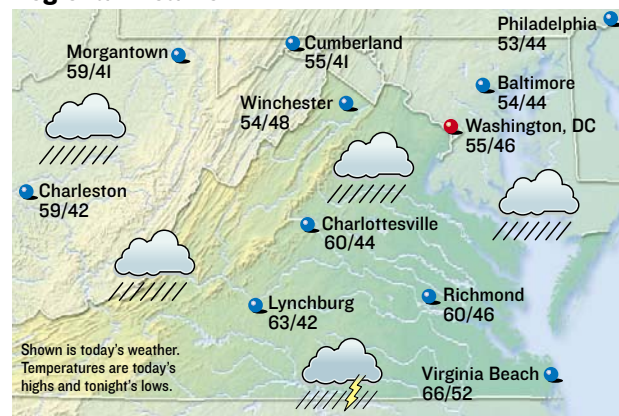 Philadelphia
53/44
Morgantown
59/41
Cumberland
55/41
Baltimore
54/44
Winchester
54/48
Washington, DC
55/46
Charleston
59/42
Charlottesville
60/44
Lynchburg
63/42
Richmond
60/46
Shown is today's weather.
Temperatures are today's
highs and tonight's lows.
Virginia Beach
66/52